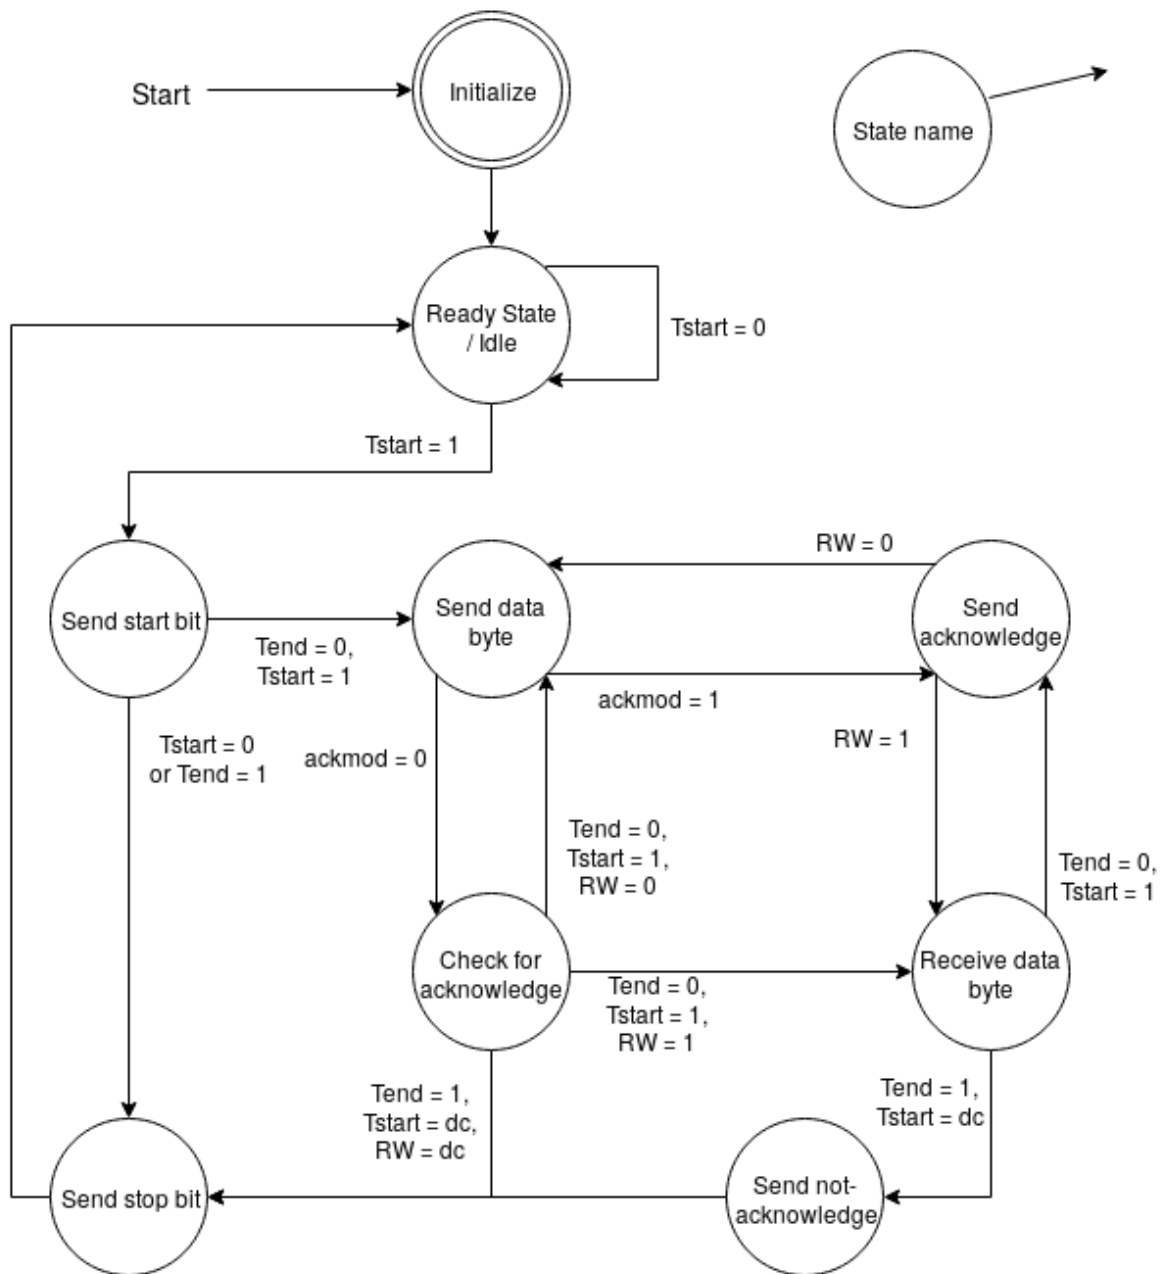 Start
Initialize
State name
Ready State
/ Idle
Tstart = 0
Tstart = 1
RW = 0
Send start bit
Send data
byte
Send
acknowledge
Tend = 0,
Tstart = 1
ackmod = 1
Tstart = 0
or Tend = 1
ackmod = 0
RW = 1
Tend = 0,
Tstart = 1,
RW = 0
Tend = 0,
Tstart = 1
Check for
acknowledge
Receive data
byte
Tend = 0,
Tstart = 1,
RW = 1
Tend = 1,
Tstart = dc,
RW = dc
Tend = 1,
Tstart = dc
Send stop bit
Send not-
acknowledge